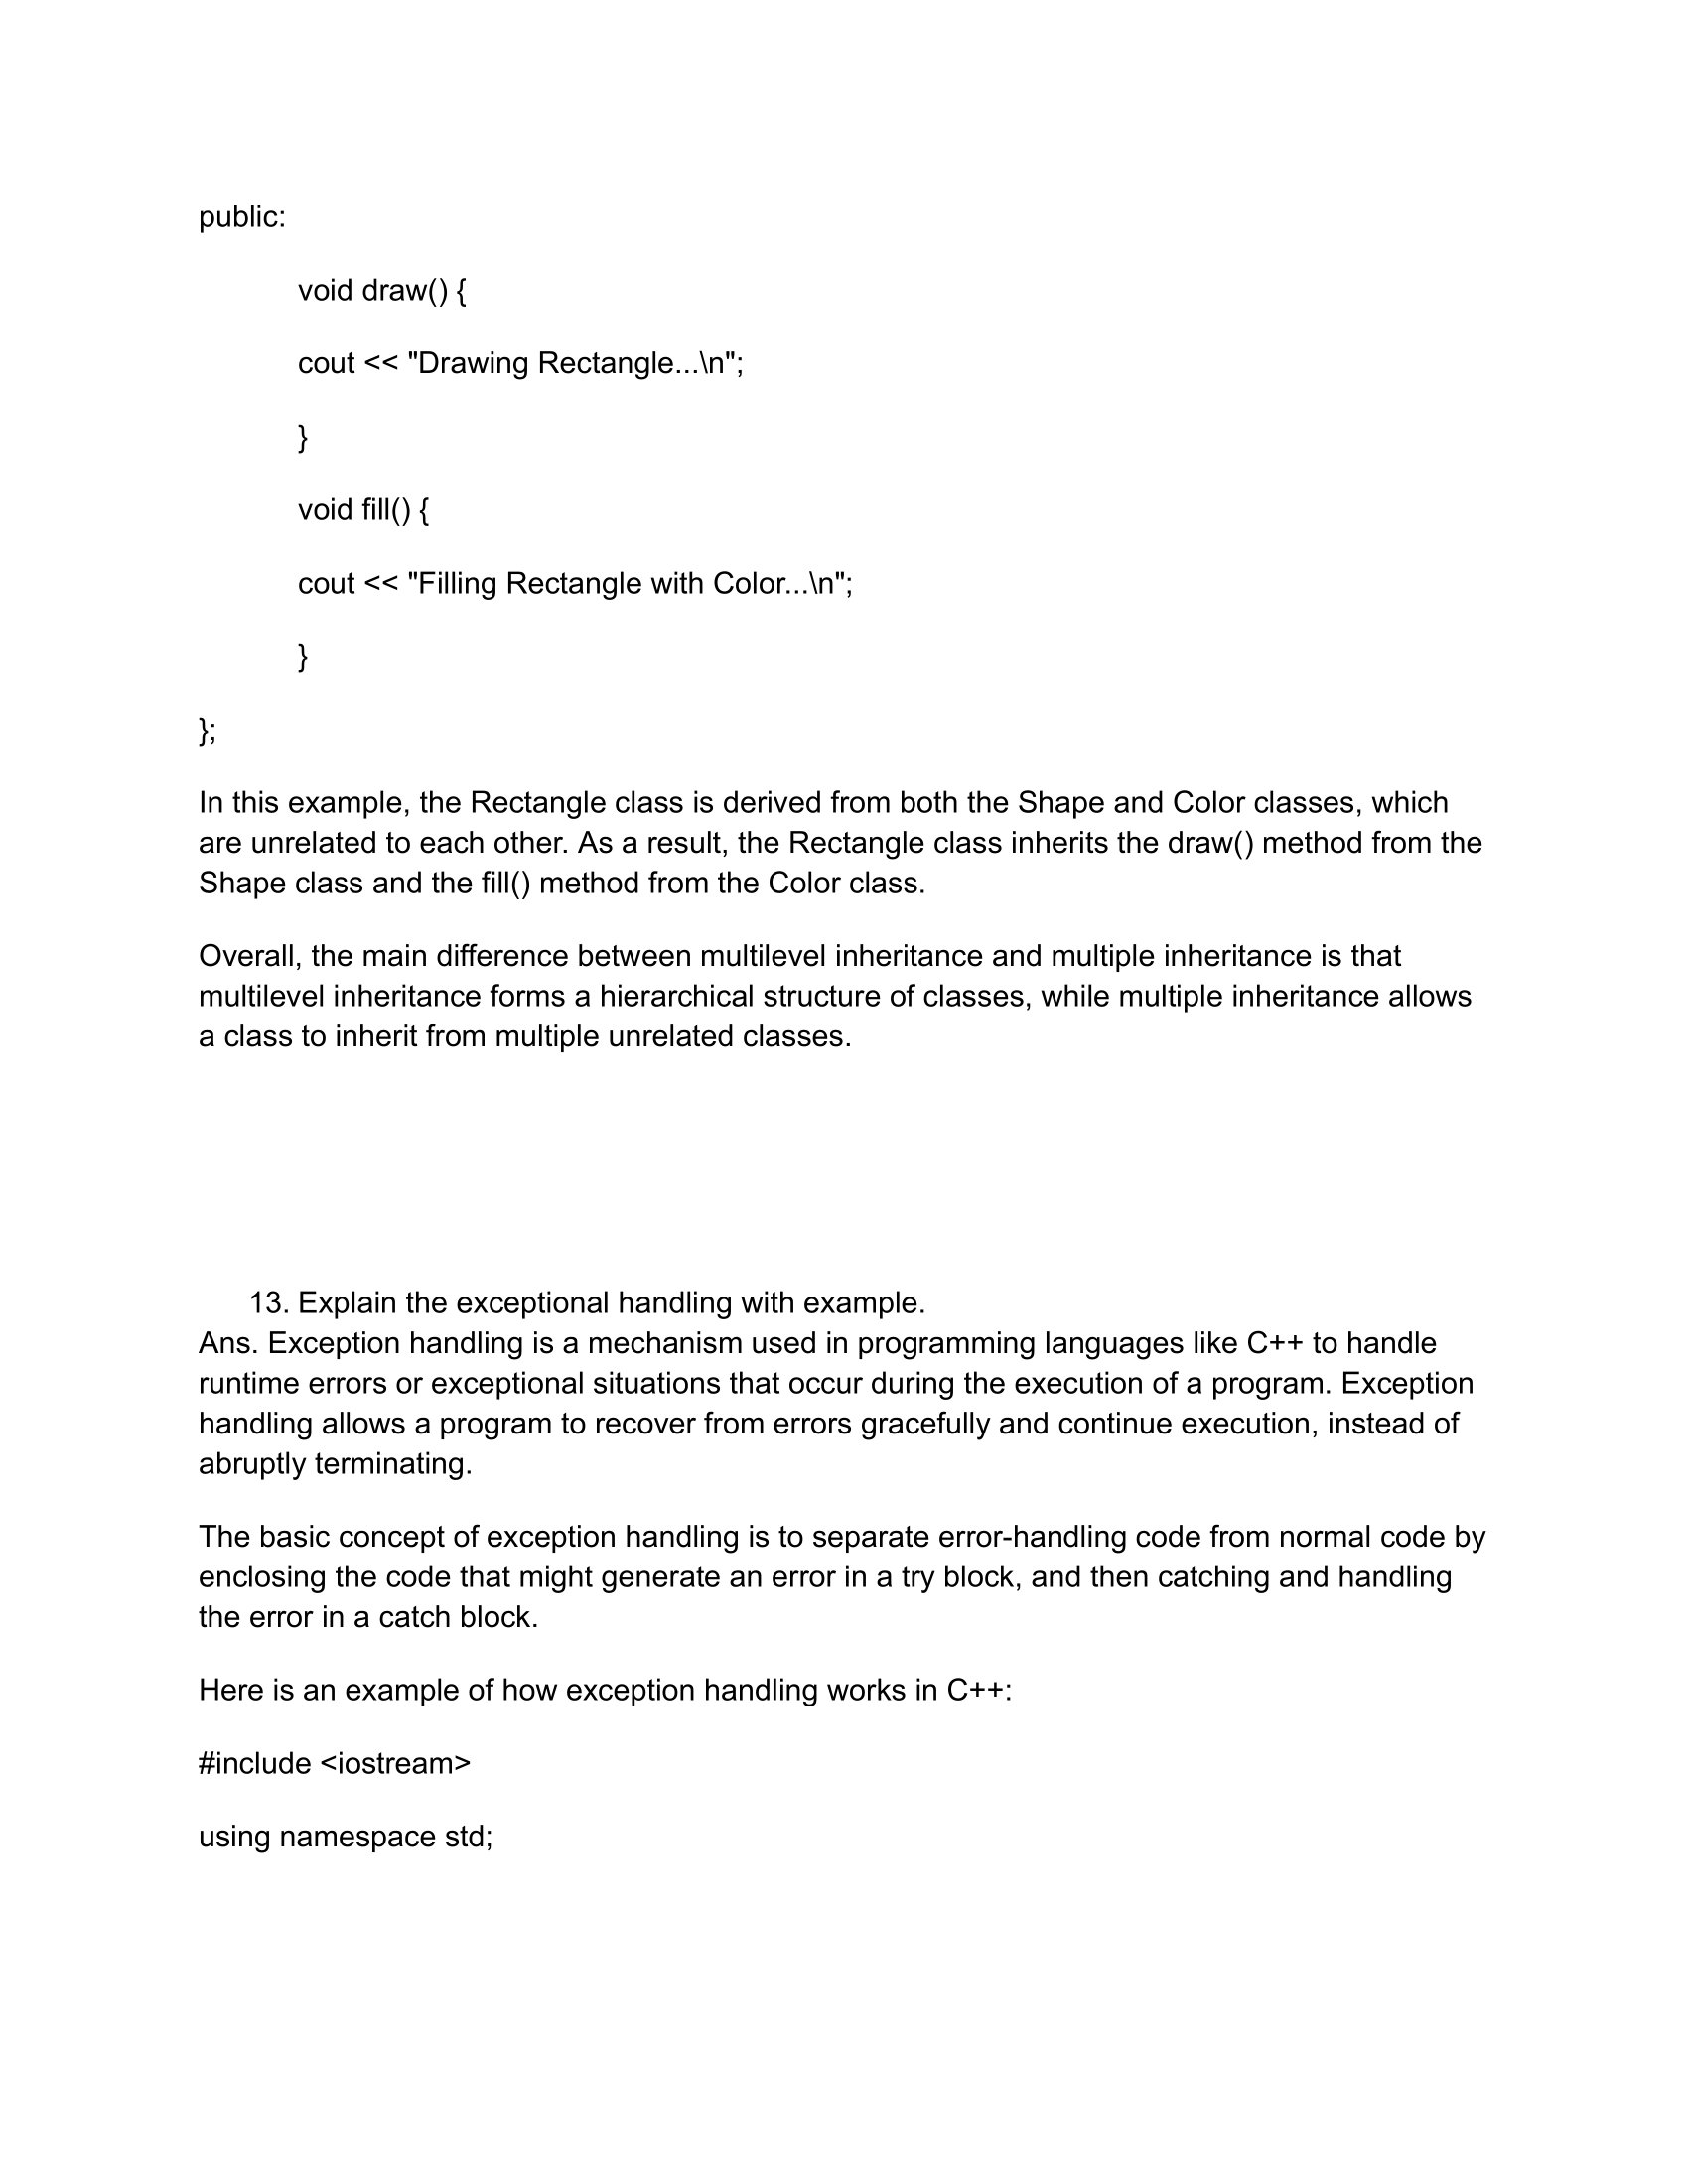 public:
void draw() {
cout << "Drawing Rectangle...\n";
}
void fill() {
cout << "Filling Rectangle with Color...\n";
}
};
In this example, the Rectangle class is derived from both the Shape and Color classes, which
are unrelated to each other. As a result, the Rectangle class inherits the draw() method from the
Shape class and the fill() method from the Color class.
Overall, the main difference between multilevel inheritance and multiple inheritance is that
multilevel inheritance forms a hierarchical structure of classes, while multiple inheritance allows
a class to inherit from multiple unrelated classes.
13. Explain the exceptional handling with example.
Ans. Exception handling is a mechanism used in programming languages like C++ to handle
runtime errors or exceptional situations that occur during the execution of a program. Exception
handling allows a program to recover from errors gracefully and continue execution, instead of
abruptly terminating.
The basic concept of exception handling is to separate error-handling code from normal code by
enclosing the code that might generate an error in a try block, and then catching and handling
the error in a catch block.
Here is an example of how exception handling works in C++:
#include <iostream>
using namespace std;